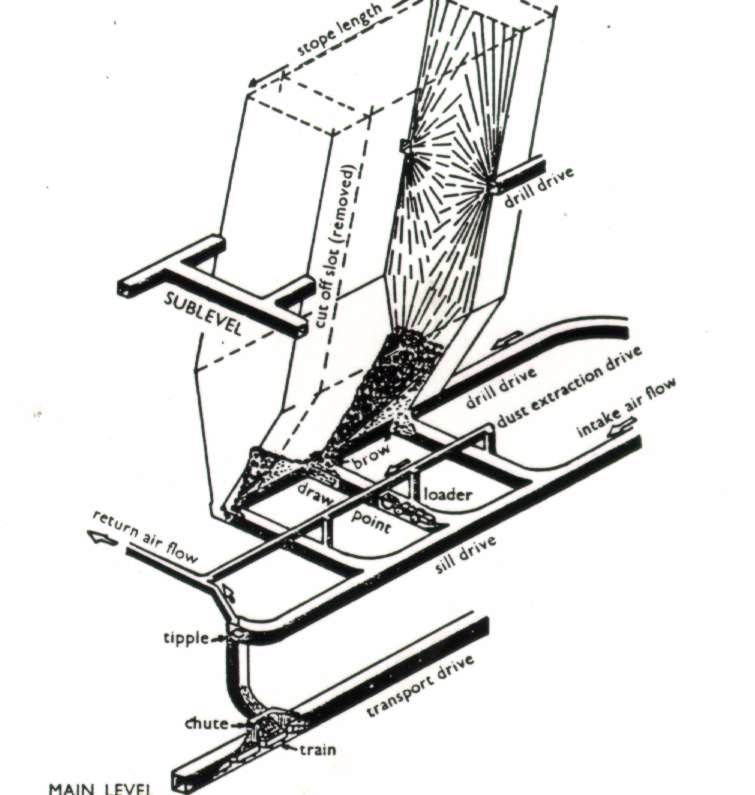 stope length
drill drive
cut off slot (removed)
SUBLEVEL
drill drive
dust extraction drive
intake air flow
brow
draw
point
loader
return air flow
sill drive
tipple
transport drive
chute
train
MAIN LEVEL